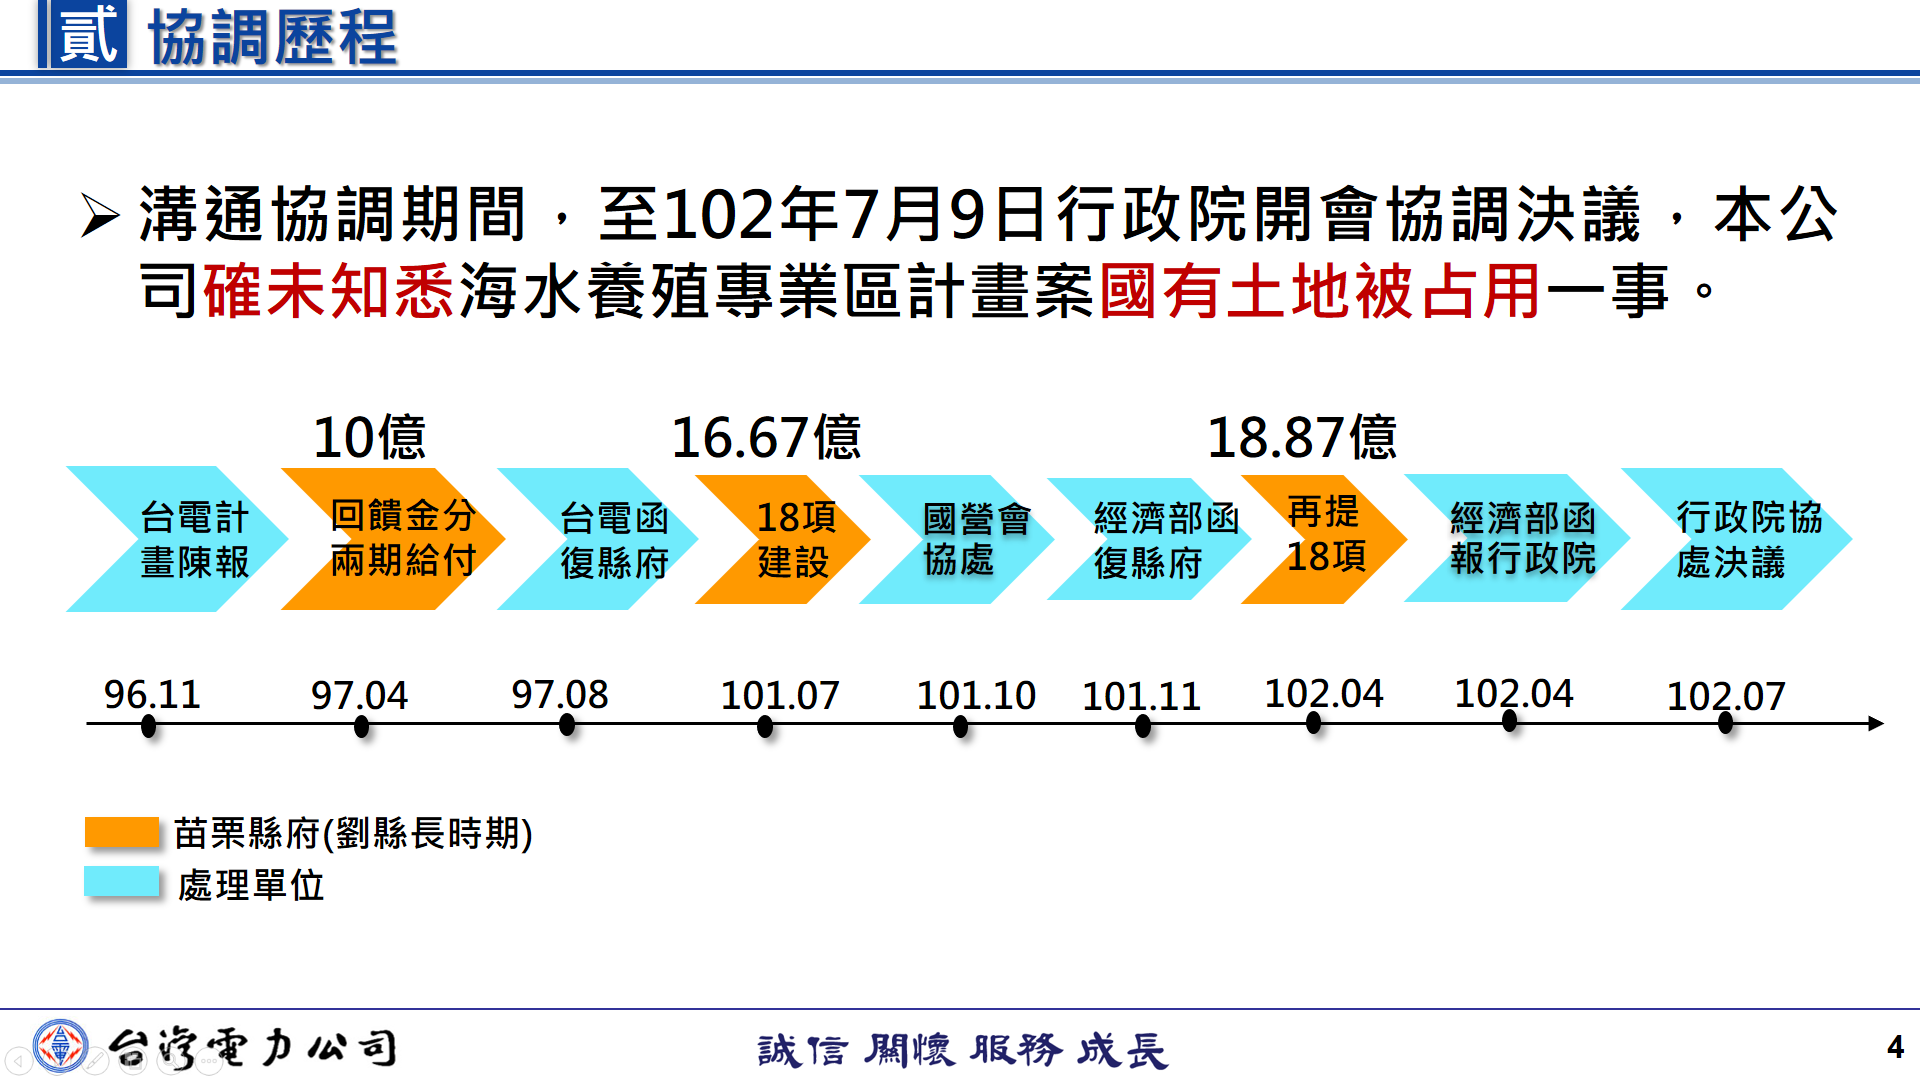 貳 協調歷程
溝通協調期間，至102年7月9日行政院開會協調決議，本公
司確未知悉海水養殖專業區計畫案國有土地被占用一事。
10億 16.67億 18.87億
台電計
畫陳報
回饋金分
兩期給付
台電函
復縣府
18項
建設
國營會
協處
經濟部函
復縣府
再提
18項
經濟部函
報行政院
行政院協
處決議
96.11 97.04 97.08 101.07 101.10 101.11 102.04 102.04 102.07
苗栗縣府(劉縣長時期)
處理單位
台灣電力公司 誠信 關懷 服務 成長 4